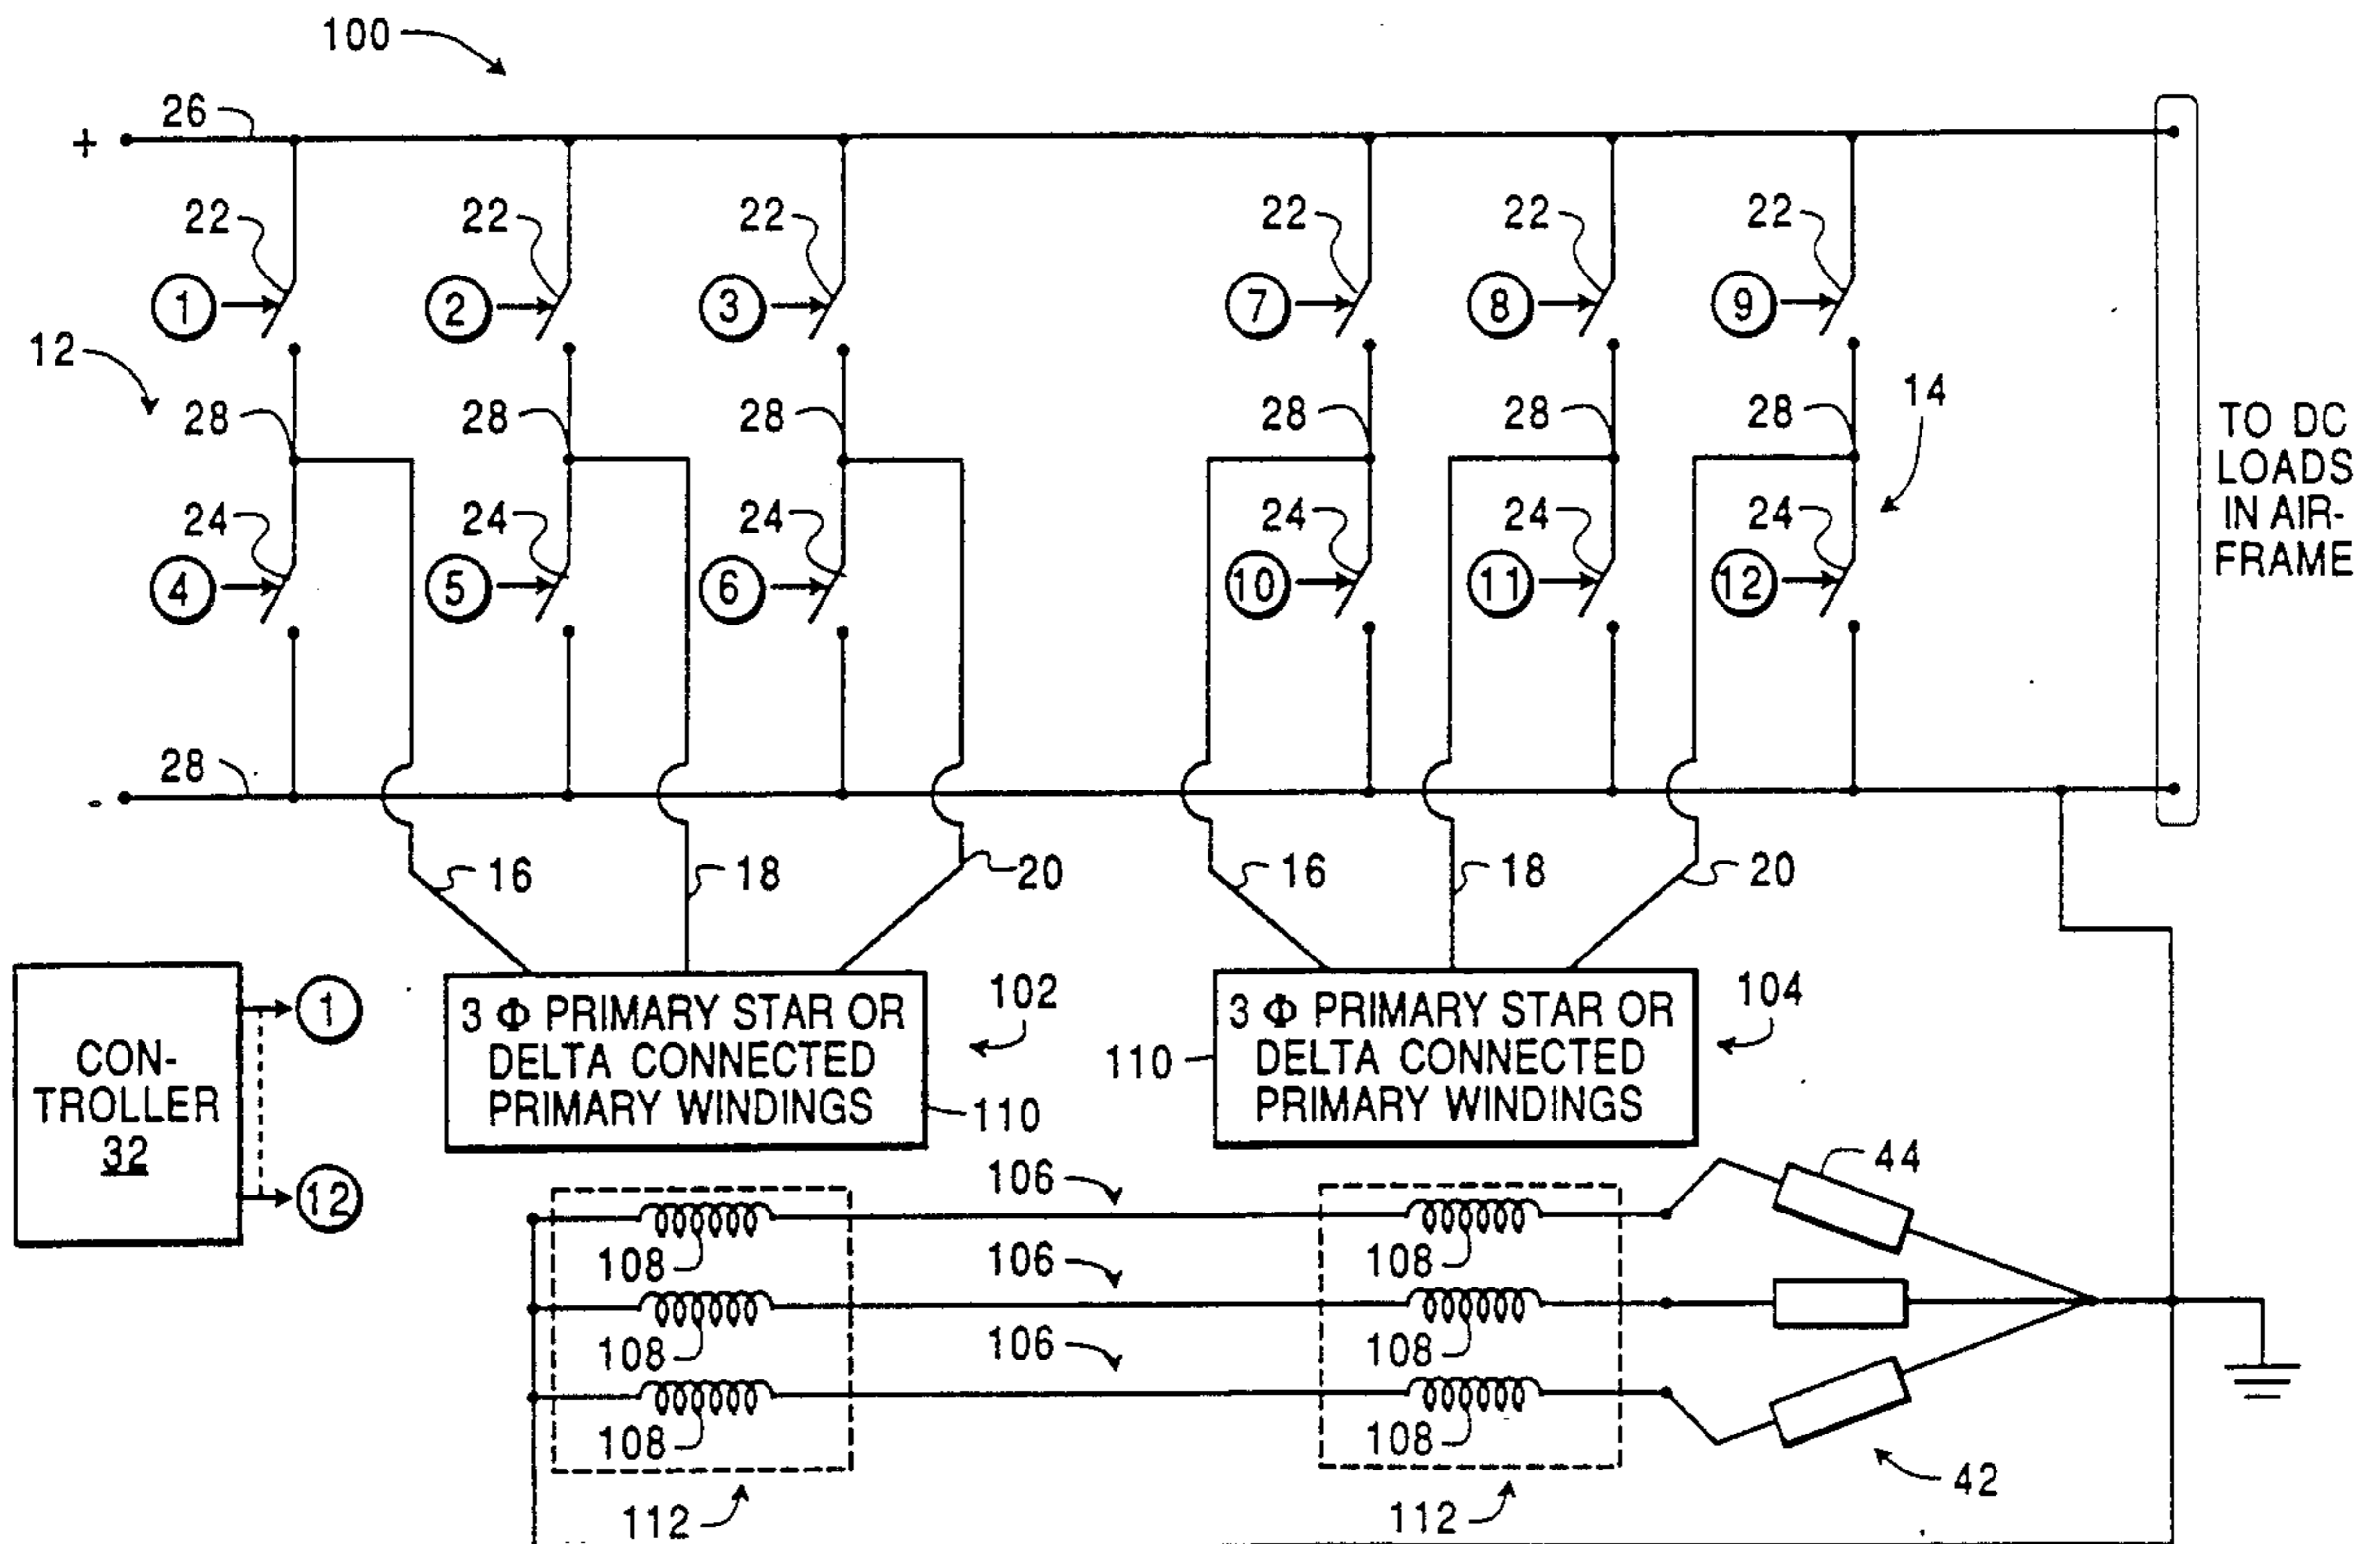 100
26
+
22 22 22 22 22 22
1 2 3 7 8 9
12
14
28 28 28 28 28 28
TO DC
LOADS
IN AIR-
FRAME
24 24 24 24 24 24
4 5 6 10 11 12
28
-
16 18 20 16 18 20
CON-
TROLLER
32
1
12
3 Φ PRIMARY STAR OR
DELTA CONNECTED
PRIMARY WINDINGS
102
110
3 Φ PRIMARY STAR OR
DELTA CONNECTED
PRIMARY WINDINGS
104
110
106
44
108 108
106
108 108
106
108 108
42
112 112